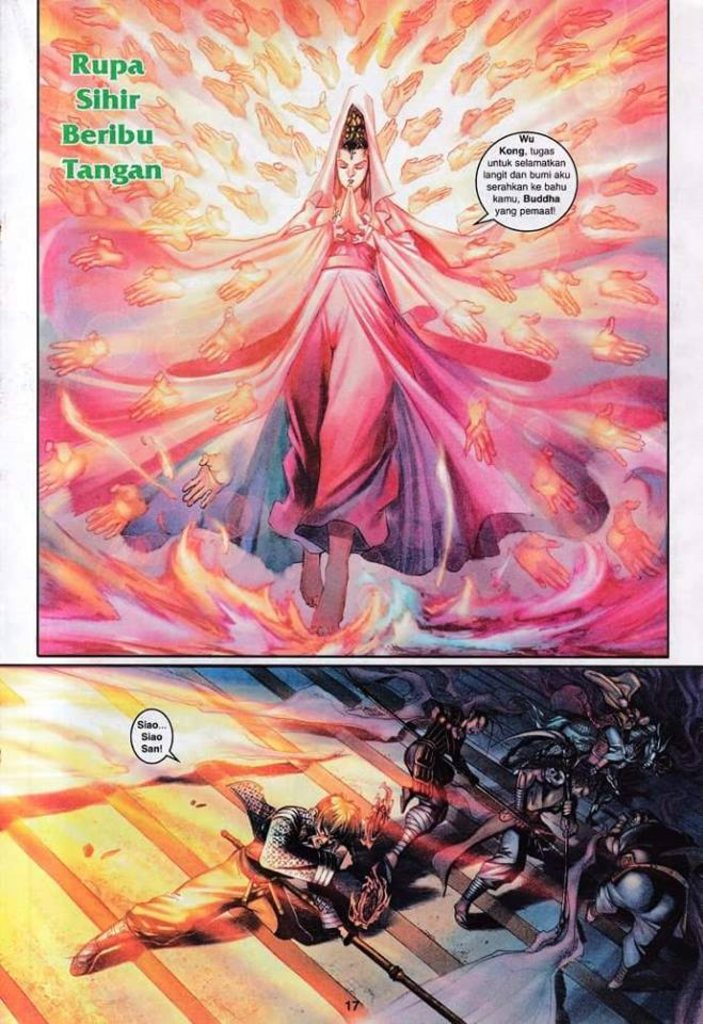 Rupa
Sihir
Beribu
Tangan
Wu
Kong, tugas
untuk selamatkan
langit dan bumi aku
serahkan ke bahu
kamu, Buddha
yang pemaaf!
Siao...
Siao
San!
17